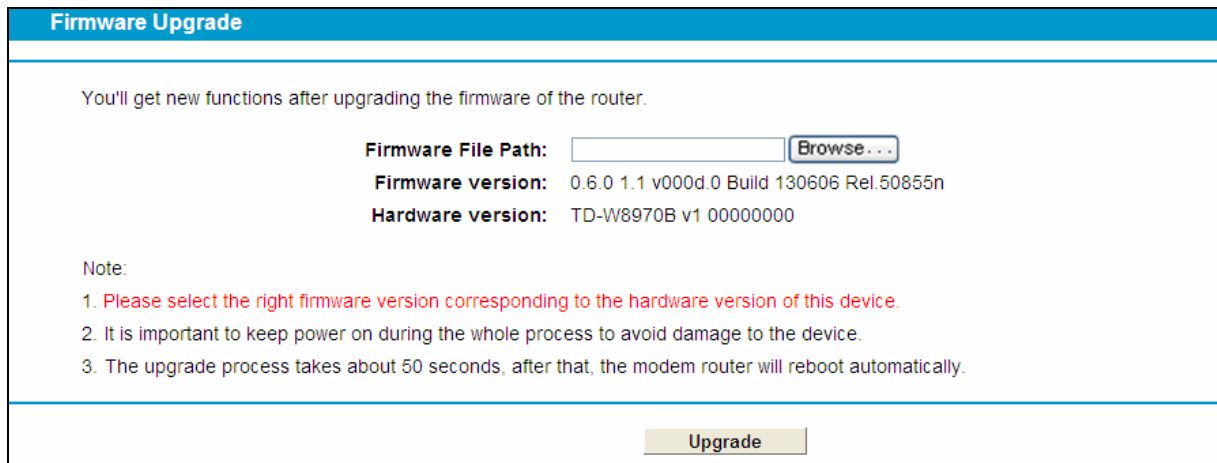 Firmware Upgrade
You'll get new functions after upgrading the firmware of the router.
Firmware File Path: Browse...
Firmware version: 0.6.0 1.1 v000d.0 Build 130606 Rel.50855n
Hardware version: TD-W8970B v1 00000000
Note:
1. Please select the right firmware version corresponding to the hardware version of this device.
2. It is important to keep power on during the whole process to avoid damage to the device.
3. The upgrade process takes about 50 seconds, after that, the modem router will reboot automatically.
Upgrade